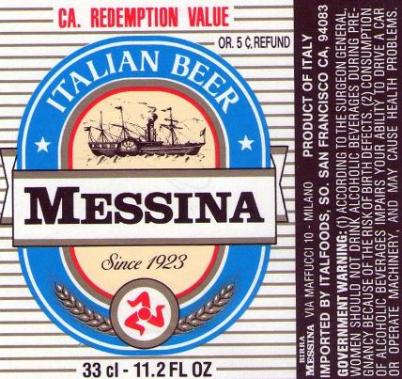 CA. REDEMPTION VALUE
OR. 5 ¢, REFUND
ITALIAN BEER
MESSINA
Since 1923
33 cl - 11.2 FL OZ
BIRRA
MESSINA VIA MAFFUCCI 10 - MILANO PRODUCT OF ITALY
IMPORTED BY ITALFOODS, SO. SAN FRANCISCO CA, 94083
GOVERNMENT WARNING: (1) ACCORDING TO THE SURGEON GENERAL,
WOMEN SHOULD NOT DRINK ALCOHOLIC BEVERAGES DURING PRE-
GNANCY BECAUSE OF THE RISK OF BIRTH DEFECTS. (2) CONSUMPTION
OF ALCOHOLIC BEVERAGES IMPAIRS YOUR ABILITY TO DRIVE A CAR
OR OPERATE MACHINERY, AND MAY CAUSE HEALTH PROBLEMS.